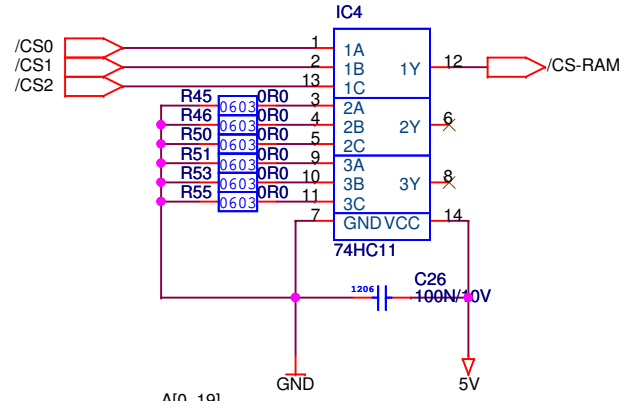 IC4
/CS0 1 1A
/CS1 2 1B 1Y 12 /CS-RAM
/CS2 13 1C
R45 0603 0R0 3 2A
R46 0603 0R0 4 2B 2Y 6
R50 0603 0R0 5 2C
R51 0603 0R0 9 3A
R53 0603 0R0 10 3B 3Y 8
R55 0603 0R0 11 3C
7 GND VCC 14
74HC11
C26
1206 100N/10V
GND 5V
A[0..19]